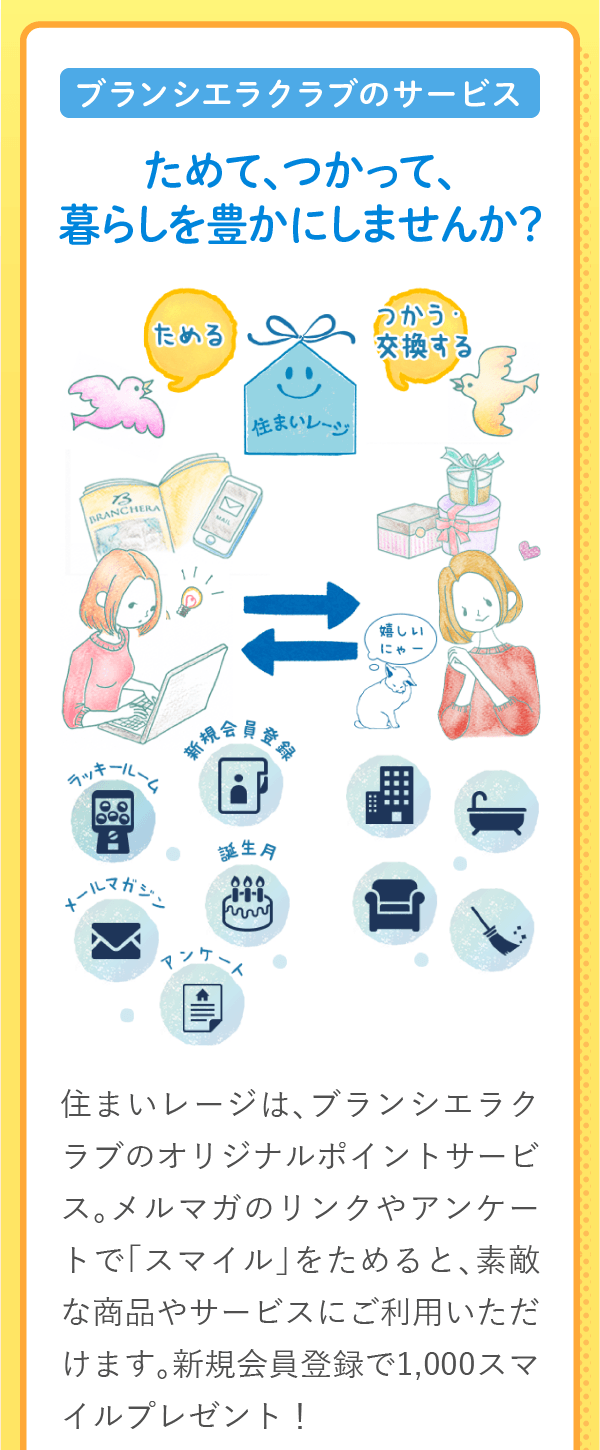 ブランシエラクラブのサービス
ためて、つかって、
暮らしを豊かにしませんか？
ためる
つかう・
交換する
住まいレージ
B
BRANCHERA
MAIL
嬉しい
にゃー
新規会員登録
ラッキールーム
誕生月
メールマガジン
アンケート
住まいレージは、ブランシエラク
ラブのオリジナルポイントサービ
ス。メルマガのリンクやアンケー
トで「スマイル」をためると、素敵
な商品やサービスにご利用いただ
けます。新規会員登録で1,000スマ
イルプレゼント！